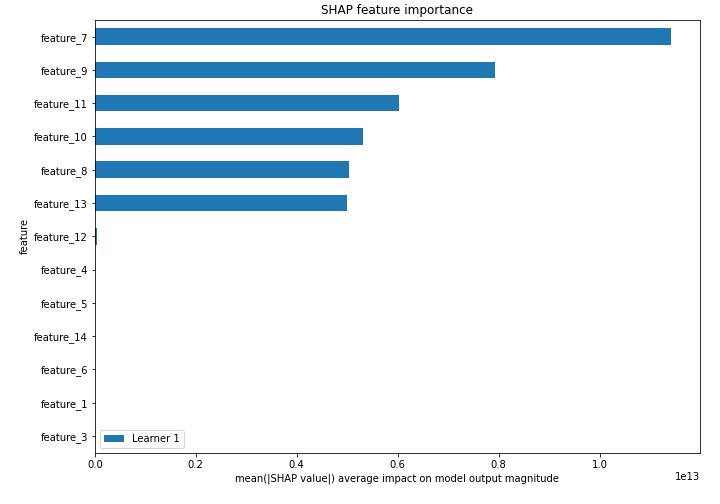 SHAP feature importance
feature_7
feature_9
feature_11
feature_10
feature_8
feature_13
feature_12
feature_4
feature_5
feature_14
feature_6
feature_1
feature_3
feature
Learner 1
0.0 0.2 0.4 0.6 0.8 1.0
1e13
mean(|SHAP value|) average impact on model output magnitude